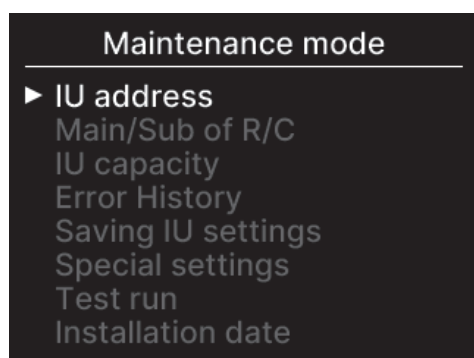 Maintenance mode
▶ IU address
Main/Sub of R/C
IU capacity
Error History
Saving IU settings
Special settings
Test run
Installation date